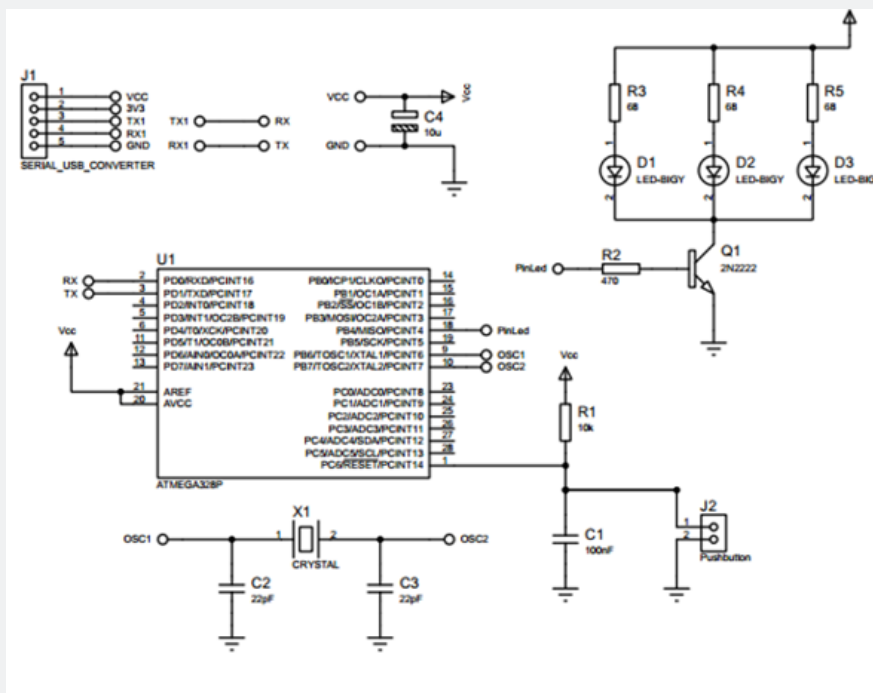 J1
1 VCC
2 3V3
3 TX1
4 RX1
5 GND
SERIAL_USB_CONVERTER
TX1 RX
RX1 TX
VCC
Vcc
C4
10u
GND
R3
68
R4
68
R5
68
1
1
1
D1
LED-BIGY
D2
LED-BIGY
D3
LED-BIG
2
2
2
PinLed
R2
470
Q1
2N2222
U1
RX 2 PD0/RXD/PCINT16
TX 3 PD1/TXD/PCINT17
4 PD2/INT0/PCINT18
5 PD3/INT1/OC2B/PCINT19
6 PD4/T0/XCK/PCINT20
11 PD5/T1/OC0B/PCINT21
12 PD6/AIN0/OC0A/PCINT22
13 PD7/AIN1/PCINT23
Vcc
21 AREF
20 AVCC
PB0/ICP1/CLKO/PCINT0 14
PB1/OC1A/PCINT1 15
PB2/SS/OC1B/PCINT2 16
PB3/MOSI/OC2A/PCINT3 17
PB4/MISO/PCINT4 18 PinLed
PB5/SCK/PCINT5 19
PB6/TOSC1/XTAL1/PCINT6 9 OSC1
PB7/TOSC2/XTAL2/PCINT7 10 OSC2
PC0/ADC0/PCINT8 23
PC1/ADC1/PCINT9 24
PC2/ADC2/PCINT10 25
PC3/ADC3/PCINT11 26
PC4/ADC4/SDA/PCINT12 27
PC5/ADC5/SCL/PCINT13 28
PC6/RESET/PCINT14 1
ATMEGA328P
Vcc
R1
10k
C1
100nF
J2
1
2
Pushbutton
OSC1
X1
1 2
CRYSTAL
OSC2
C2
22pF
C3
22pF